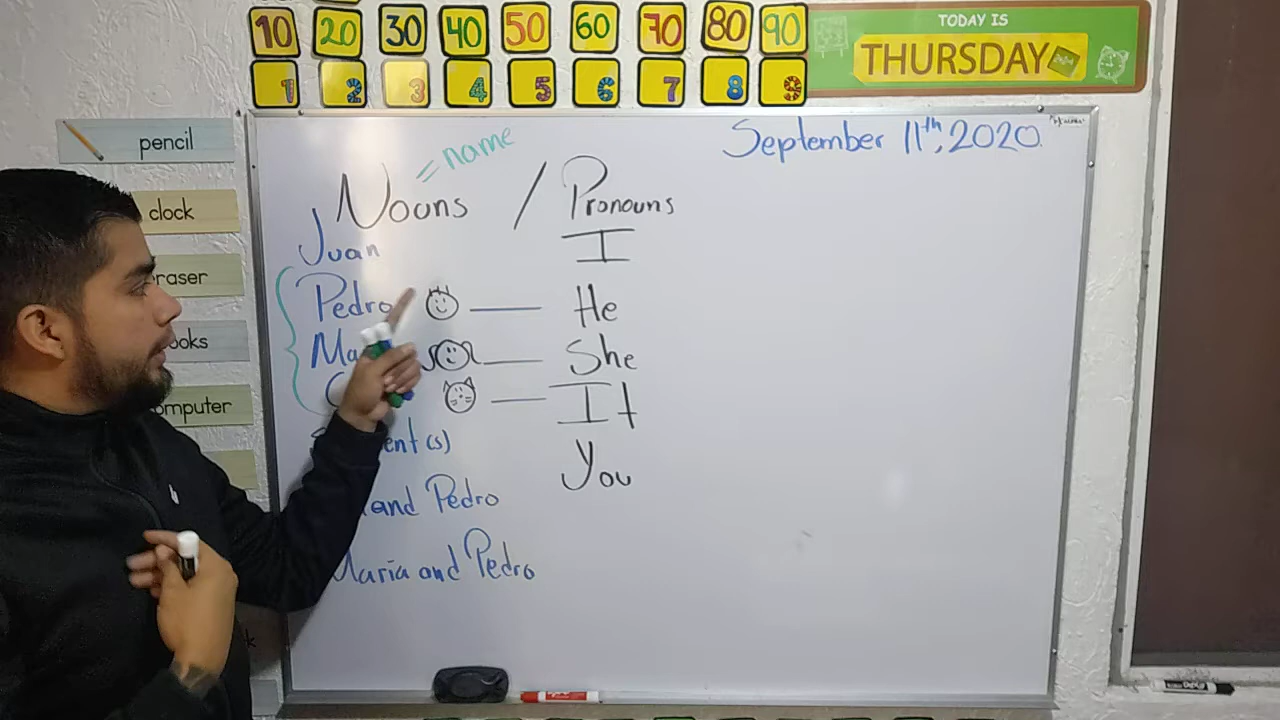 10 20 30 40 50 60 70 80 90
1 2 3 4 5 6 7 8 9
TODAY IS
THURSDAY
September 11th, 2020.
pencil
clock
raser
ooks
omputer
= name
Nouns / Pronouns
Juan
I
Pedro He
Ma She
It
ent(s)
You
and Pedro
Maria and Pedro
EXPO